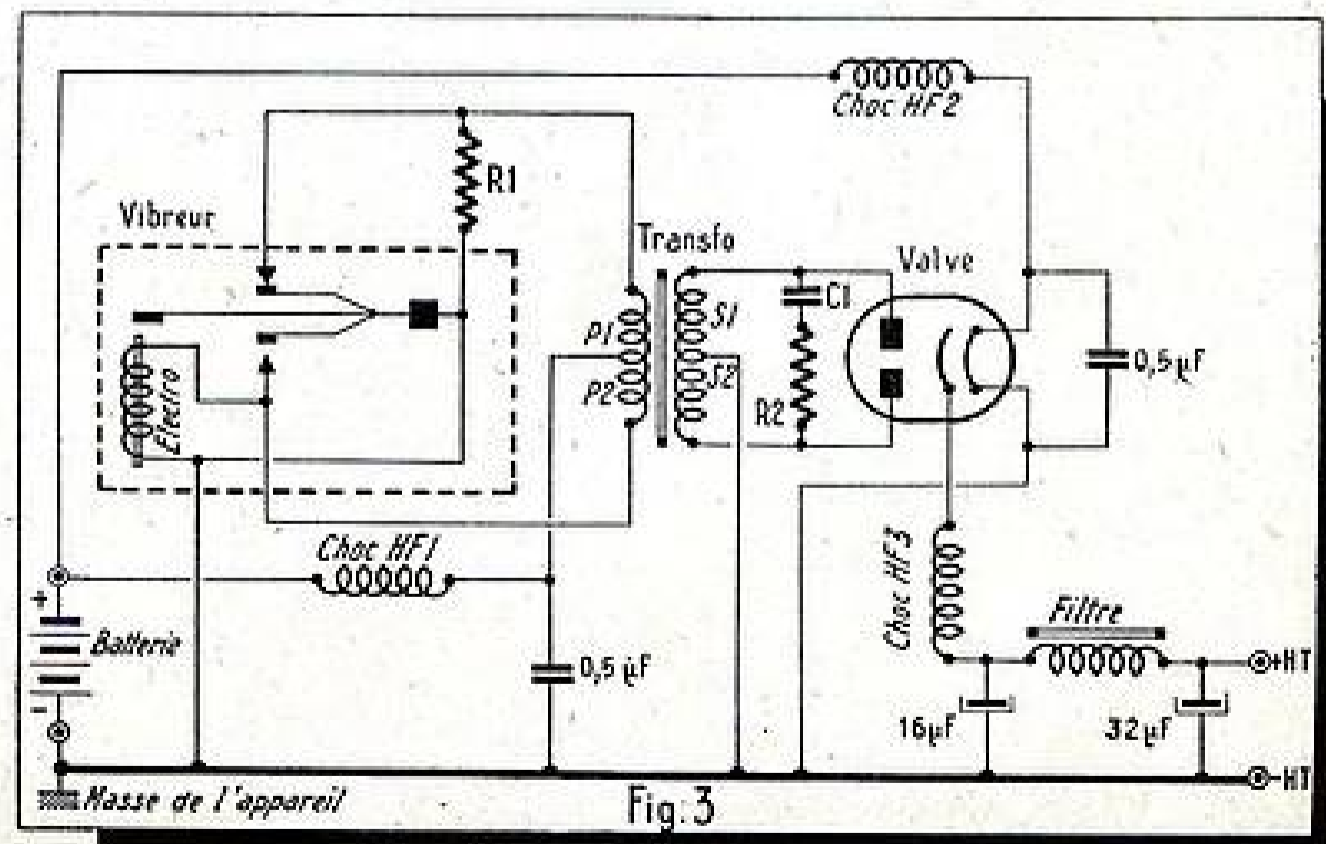 Choc HF2
R1
Vibreur
Transfo
Valve
P1
S1
C1
P2
S2
R2
0,5 µF
Electro
Choc HF1
Choc HF3
Filtre
+
Batterie
-
0,5 µF
+HT
16µF
32µF
-HT
Masse de l'appareil
Fig:3